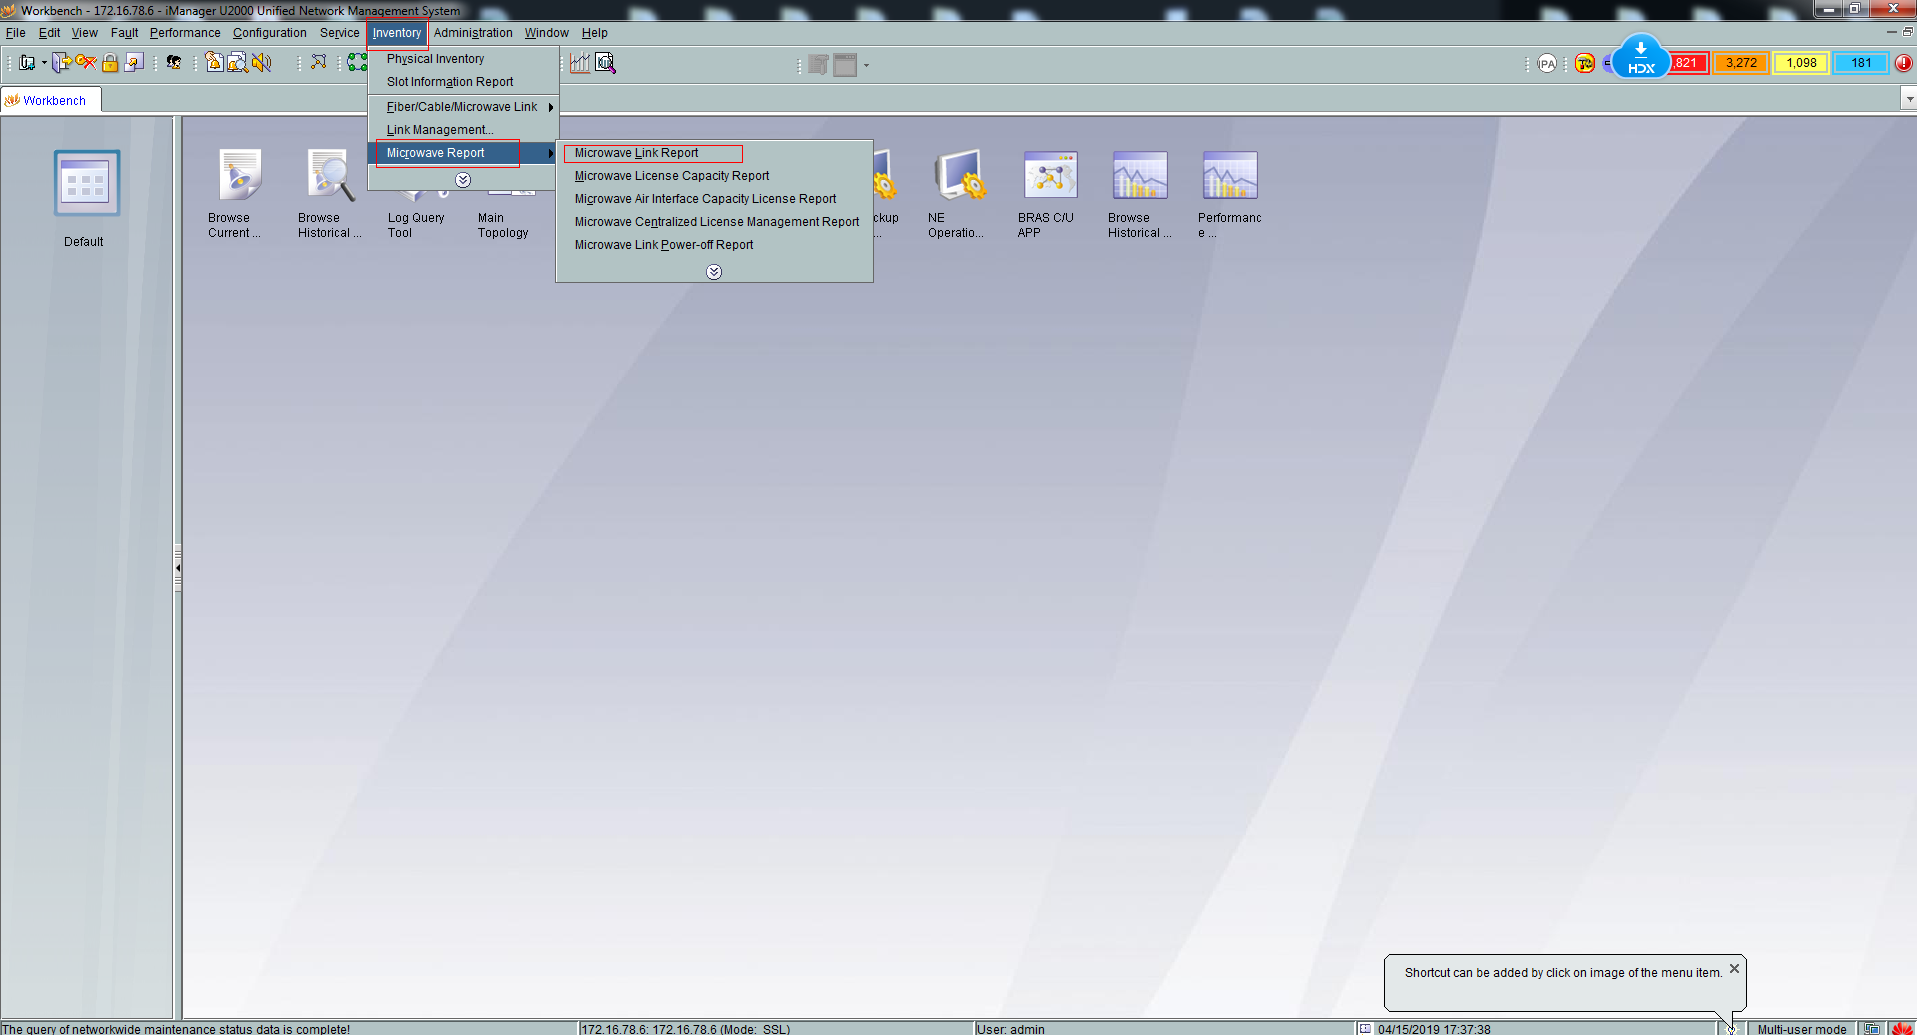 Workbench - 172.16.78.6 - iManager U2000 Unified Network Management System
File Edit View Fault Performance Configuration Service Inventory Administration Window Help
Physical Inventory
Slot Information Report
Fiber/Cable/Microwave Link
Link Management...
Microwave Report
Microwave Link Report
Microwave License Capacity Report
Microwave Air Interface Capacity License Report
Microwave Centralized License Management Report
Microwave Link Power-off Report
PA
HDX
,821 3,272 1,098 181
Workbench
Default
Browse
Current ...
Browse
Historical ...
Log Query
Tool
Main
Topology
ckup
...
NE
Operatio...
BRAS C/U
APP
Browse
Historical ...
Performanc
e ...
Shortcut can be added by click on image of the menu item.
The query of networkwide maintenance status data is complete!
172.16.78.6: 172.16.78.6 (Mode: SSL)
User: admin
04/15/2019 17:37:38
Multi-user mode